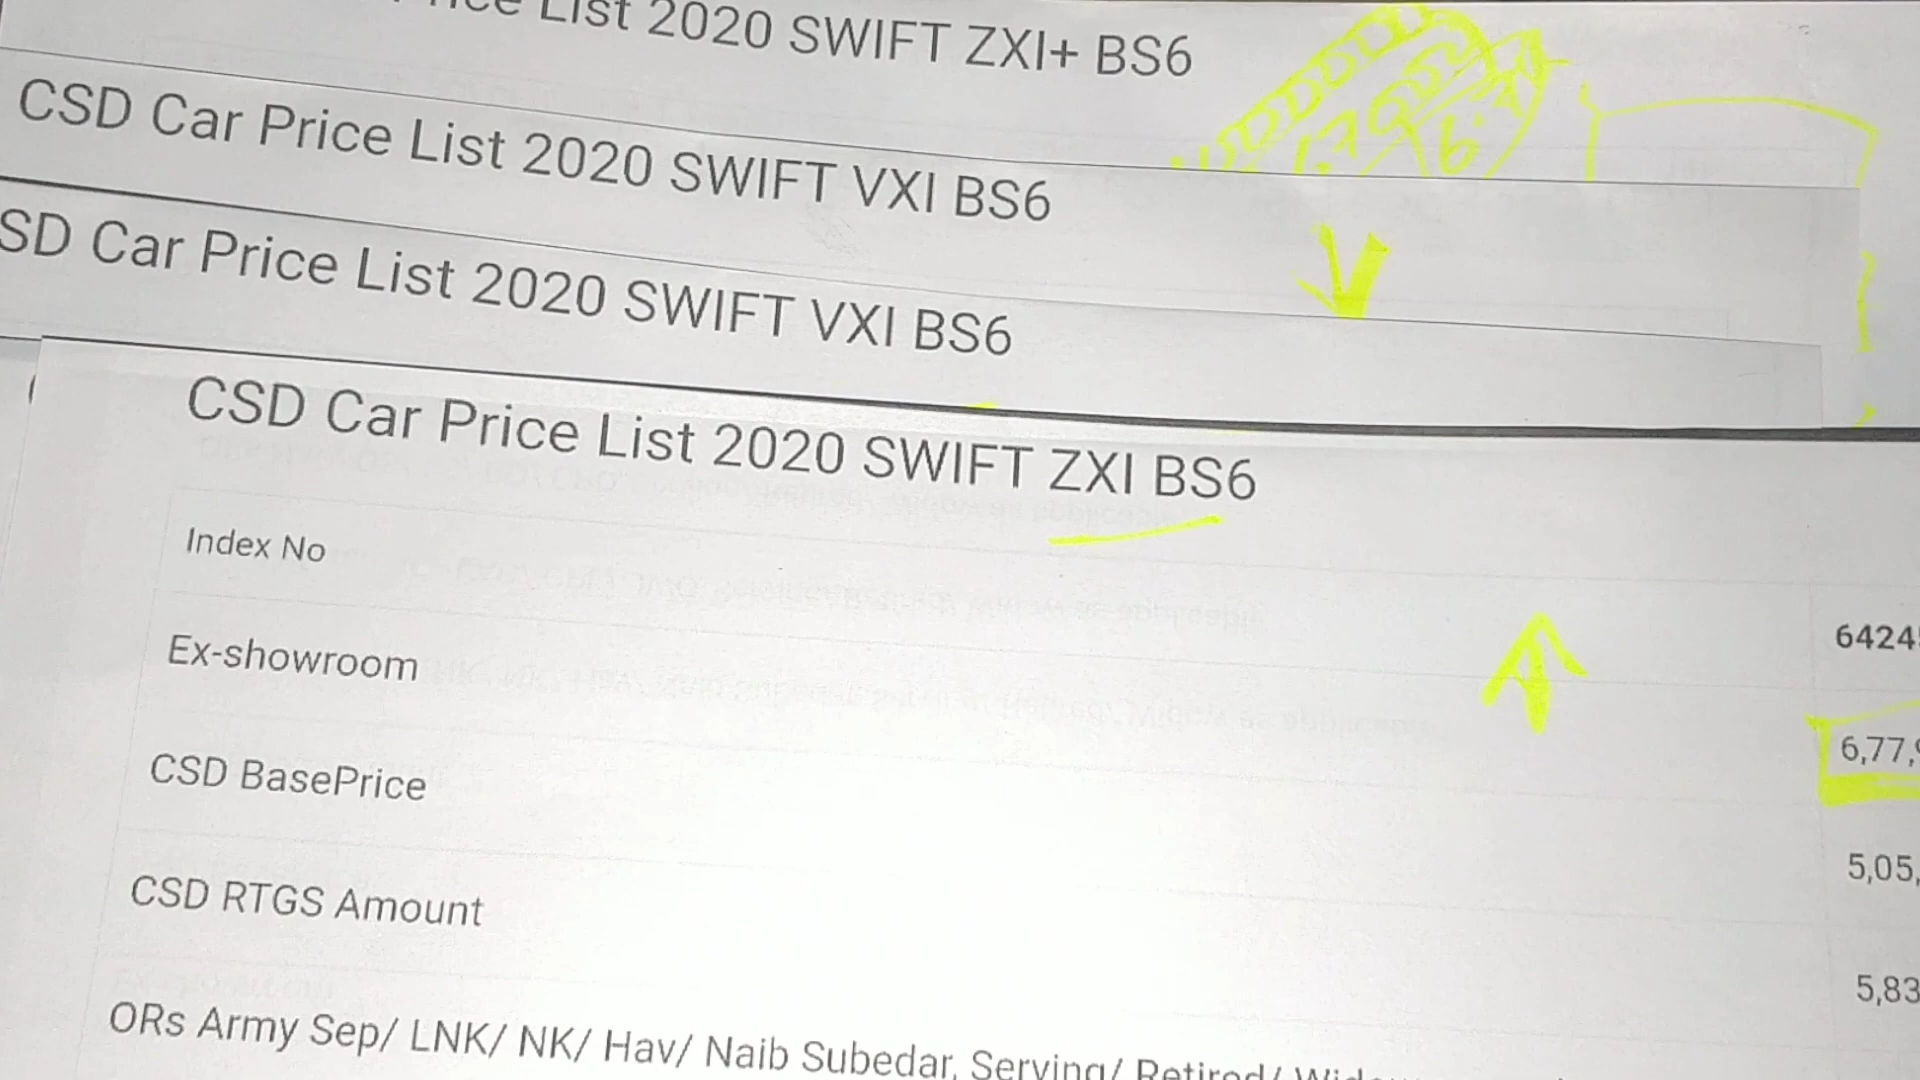 List 2020 SWIFT ZXI+ BS6
CSD Car Price List 2020 SWIFT VXI BS6
SD Car Price List 2020 SWIFT VXI BS6
CSD Car Price List 2020 SWIFT ZXI BS6
Index No 6424
Ex-showroom 6,77,
CSD BasePrice 5,05,
CSD RTGS Amount 5,83
ORs Army Sep/ LNK/ NK/ Hav/ Naib Subedar, Serving/ Retired/